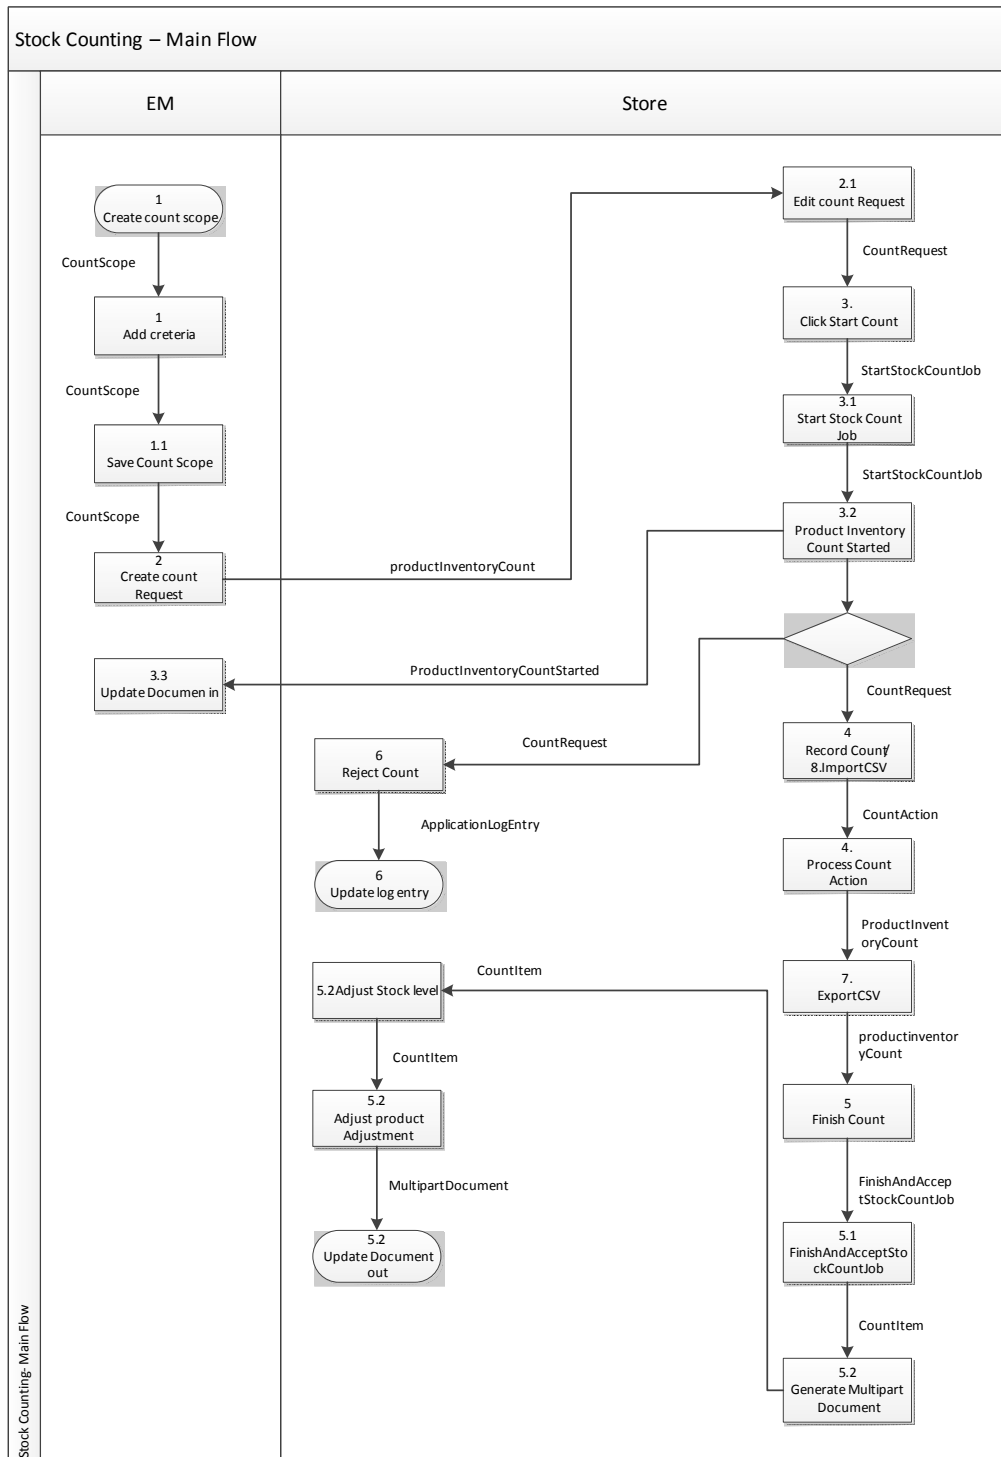 Stock Counting – Main Flow
EM
Store
1
Create count scope
CountScope
1
Add creteria
CountScope
1.1
Save Count Scope
CountScope
2
Create count
Request
productInventoryCount
3.3
Update Documen in
ProductInventoryCountStarted
2.1
Edit count Request
CountRequest
3.
Click Start Count
StartStockCountJob
3.1
Start Stock Count
Job
StartStockCountJob
3.2
Product Inventory
Count Started
CountRequest
CountRequest
6
Reject Count
ApplicationLogEntry
6
Update log entry
4
Record Count/
8.ImportCSV
CountAction
4.
Process Count
Action
ProductInvent
oryCount
7.
ExportCSV
productinventor
yCount
5
Finish Count
FinishAndAccep
tStockCountJob
5.1
FinishAndAcceptSto
ckCountJob
CountItem
5.2
Generate Multipart
Document
CountItem
5.2Adjust Stock level
CountItem
5.2
Adjust product
Adjustment
MultipartDocument
5.2
Update Document
out
Stock Counting- Main Flow